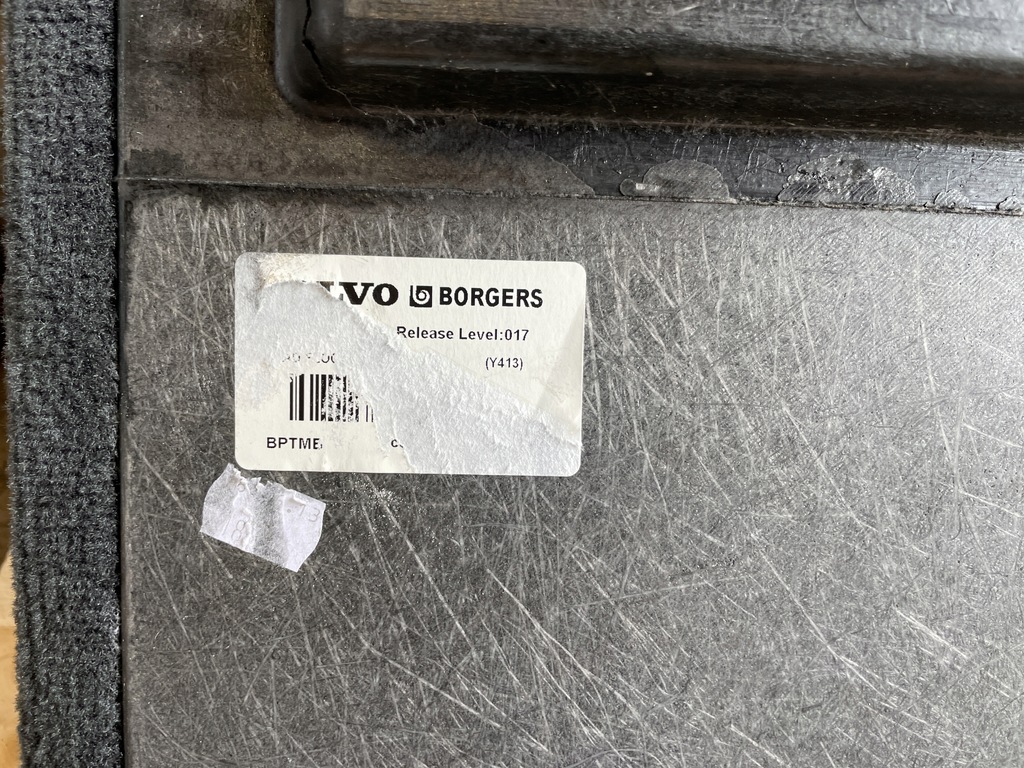 LVO BORGERS
Release Level:017
(Y413)
BPTME